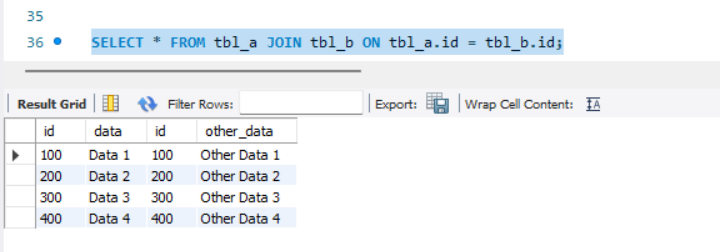 35
36 SELECT * FROM tbl_a JOIN tbl_b ON tbl_a.id = tbl_b.id;
Result Grid Filter Rows: Export: Wrap Cell Content: IA
id data id other_data
100 Data 1 100 Other Data 1
200 Data 2 200 Other Data 2
300 Data 3 300 Other Data 3
400 Data 4 400 Other Data 4